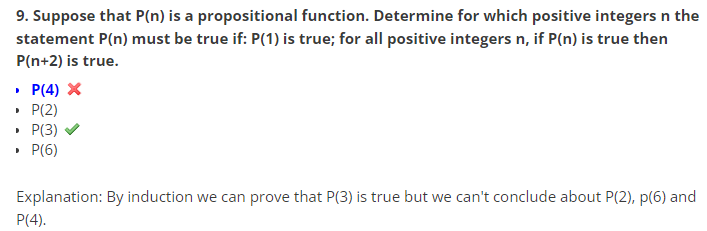 9. Suppose that P(n) is a propositional function. Determine for which positive integers n the
statement P(n) must be true if: P(1) is true; for all positive integers n, if P(n) is true then
P(n+2) is true.
P(4)
P(2)
P(3)
P(6)
Explanation: By induction we can prove that P(3) is true but we can't conclude about P(2), p(6) and
P(4).